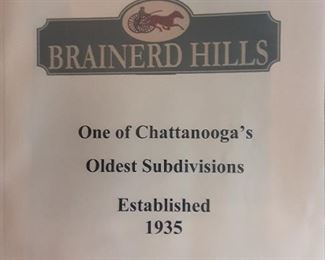 BRAINERD HILLS
One of Chattanooga's
Oldest Subdivisions
Established
1935